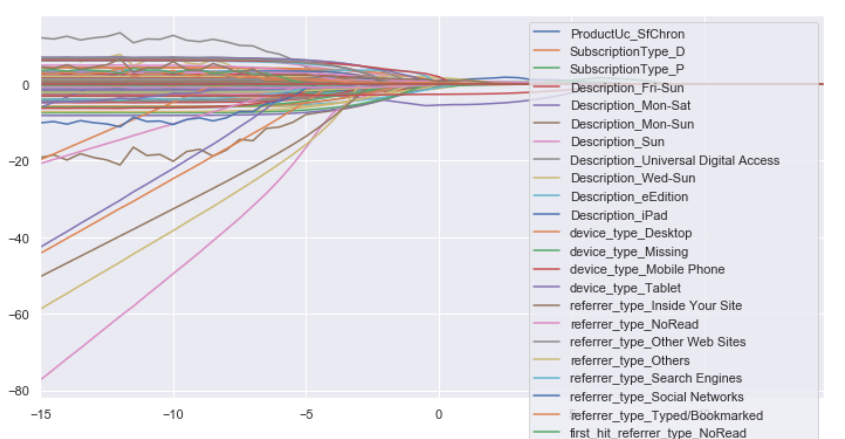 0
−20
−40
−60
−80
−15
−10
−5
0
ProductUc_SfChron
SubscriptionType_D
SubscriptionType_P
Description_Fri-Sun
Description_Mon-Sat
Description_Mon-Sun
Description_Sun
Description_Universal Digital Access
Description_Wed-Sun
Description_eEdition
Description_iPad
device_type_Desktop
device_type_Missing
device_type_Mobile Phone
device_type_Tablet
referrer_type_Inside Your Site
referrer_type_NoRead
referrer_type_Other Web Sites
referrer_type_Others
referrer_type_Search Engines
referrer_type_Social Networks
referrer_type_Typed/Bookmarked
first_hit_referrer_type_NoRead